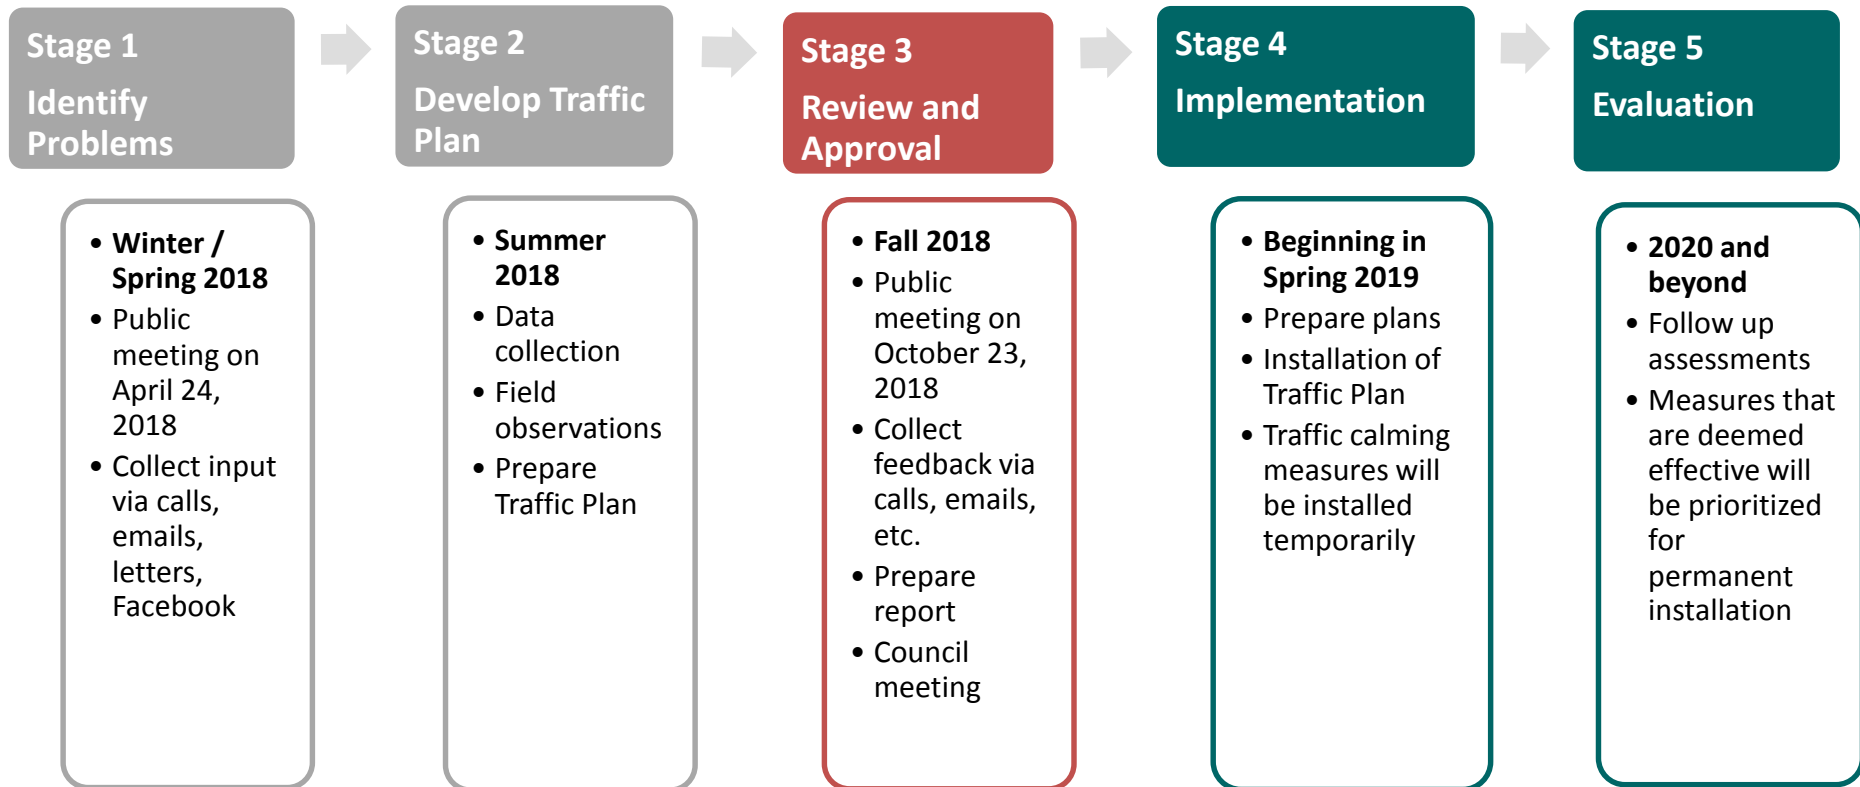 Stage 1
Identify
Problems
• Winter /
Spring 2018
• Public
meeting on
April 24,
2018
• Collect input
via calls,
emails,
letters,
Facebook
Stage 2
Develop Traffic
Plan
• Summer
2018
• Data
collection
• Field
observations
• Prepare
Traffic Plan
Stage 3
Review and
Approval
• Fall 2018
• Public
meeting on
October 23,
2018
• Collect
feedback via
calls, emails,
etc.
• Prepare
report
• Council
meeting
Stage 4
Implementation
• Beginning in
Spring 2019
• Prepare plans
• Installation of
Traffic Plan
• Traffic calming
measures will
be installed
temporarily
Stage 5
Evaluation
• 2020 and
beyond
• Follow up
assessments
• Measures that
are deemed
effective will
be prioritized
for
permanent
installation